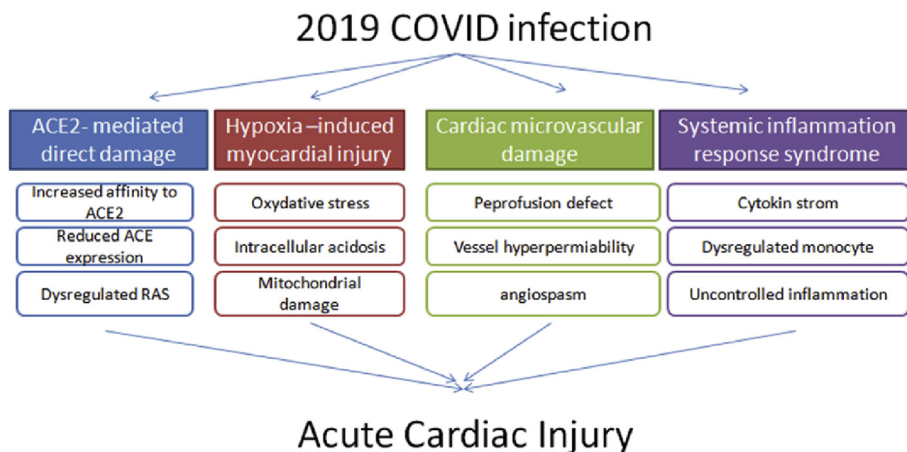 2019 COVID infection
ACE2- mediated
direct damage
Hypoxia –induced
myocardial injury
Cardiac microvascular
damage
Systemic inflammation
response syndrome
Increased affinity to
ACE2
Reduced ACE
expression
Dysregulated RAS
Oxydative stress
Intracellular acidosis
Mitochondrial
damage
Peprofusion defect
Vessel hyperpermiability
angiospasm
Cytokin strom
Dysregulated monocyte
Uncontrolled inflammation
Acute Cardiac Injury